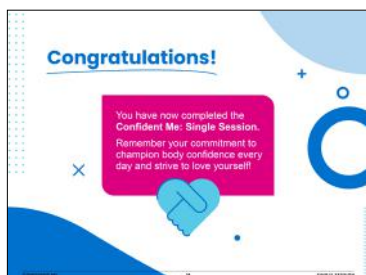 Congratulations!
You have now completed the
Confident Me: Single Session.
Remember your commitment to
champion body confidence every
day and strive to love yourself!